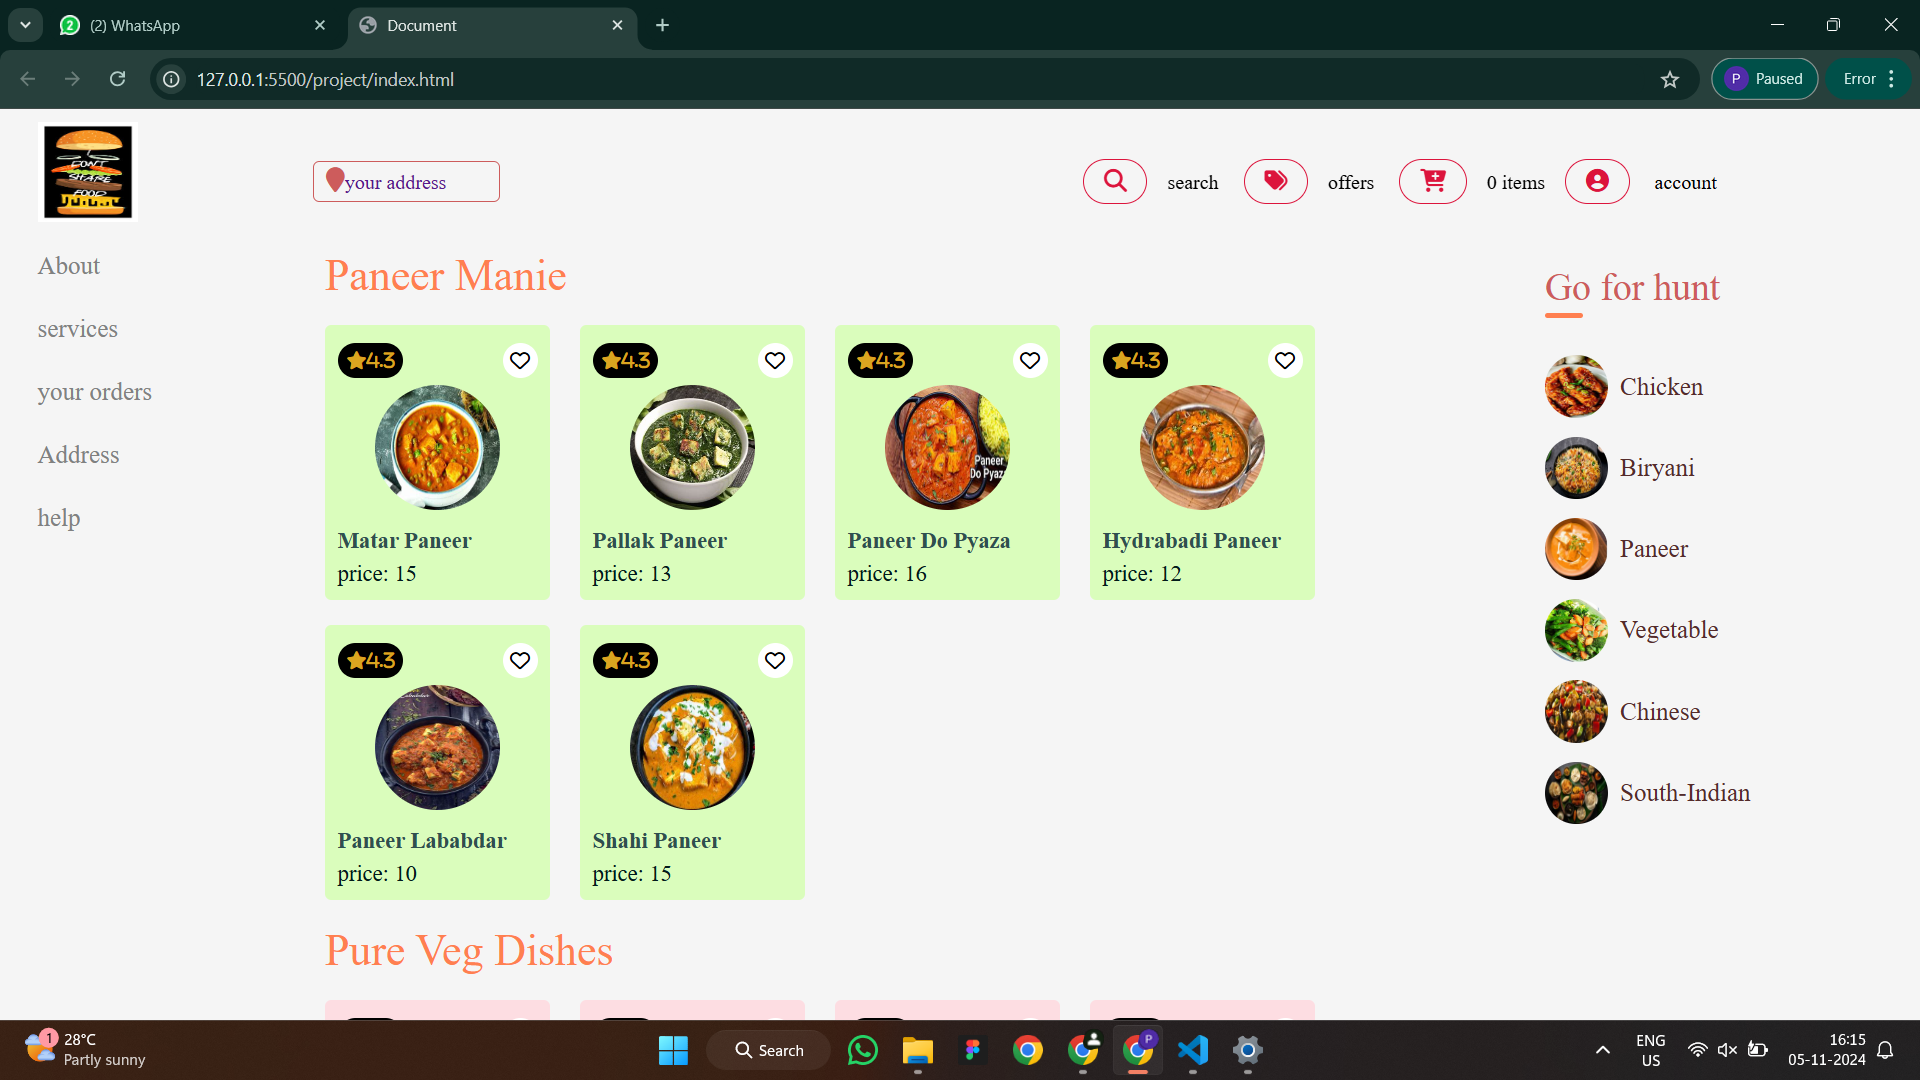 (2) WhatsApp
Document
127.0.0.1:5500/project/index.html
P Paused
Error
DON'T
SHARE
FOOD
your address
search
offers
0 items
account
About
services
your orders
Address
help
Paneer Manie
4.3
4.3
4.3
4.3
Paneer
Do Pyaza
Matar Paneer
Pallak Paneer
Paneer Do Pyaza
Hydrabadi Paneer
price: 15
price: 13
price: 16
price: 12
4.3
4.3
Paneer Lababdar
Shahi Paneer
price: 10
price: 15
Pure Veg Dishes
Go for hunt
Chicken
Biryani
Paneer
Vegetable
Chinese
South-Indian
1
28°C
Partly sunny
Search
P
ENG
US
16:15
05-11-2024